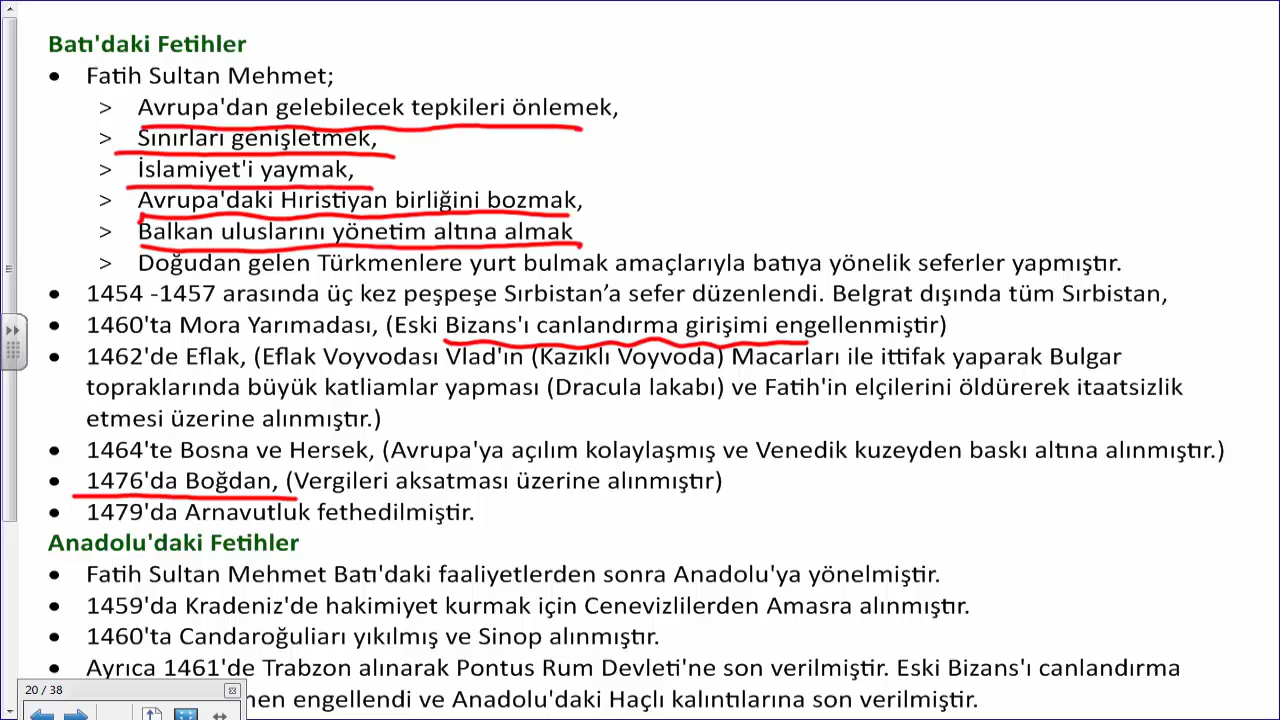 Batı'daki Fetihler
• Fatih Sultan Mehmet;
> Avrupa'dan gelebilecek tepkileri önlemek,
> Sınırları genişletmek,
> İslamiyet'i yaymak,
> Avrupa'daki Hıristiyan birliğini bozmak,
> Balkan uluslarını yönetim altına almak
> Doğudan gelen Türkmenlere yurt bulmak amaçlarıyla batıya yönelik seferler yapmıştır.
• 1454 -1457 arasında üç kez peşpeşe Sırbistan’a sefer düzenlendi. Belgrat dışında tüm Sırbistan,
• 1460'ta Mora Yarımadası, (Eski Bizans'ı canlandırma girişimi engellenmiştir)
• 1462'de Eflak, (Eflak Voyvodası Vlad'ın (Kazıklı Voyvoda) Macarları ile ittifak yaparak Bulgar
topraklarında büyük katliamlar yapması (Dracula lakabı) ve Fatih'in elçilerini öldürerek itaatsizlik
etmesi üzerine alınmıştır.)
• 1464'te Bosna ve Hersek, (Avrupa'ya açılım kolaylaşmış ve Venedik kuzeyden baskı altına alınmıştır.)
• 1476'da Boğdan, (Vergileri aksatması üzerine alınmıştır)
• 1479'da Arnavutluk fethedilmiştir.
Anadolu'daki Fetihler
• Fatih Sultan Mehmet Batı'daki faaliyetlerden sonra Anadolu'ya yönelmiştir.
• 1459'da Kradeniz'de hakimiyet kurmak için Cenevizlilerden Amasra alınmıştır.
• 1460'ta Candaroğulıarı yıkılmış ve Sinop alınmıştır.
• Ayrıca 1461'de Trabzon alınarak Pontus Rum Devleti'ne son verilmiştir. Eski Bizans'ı canlandırma
engellendi ve Anadolu'daki Haçlı kalıntılarına son verilmiştir.
20 / 38